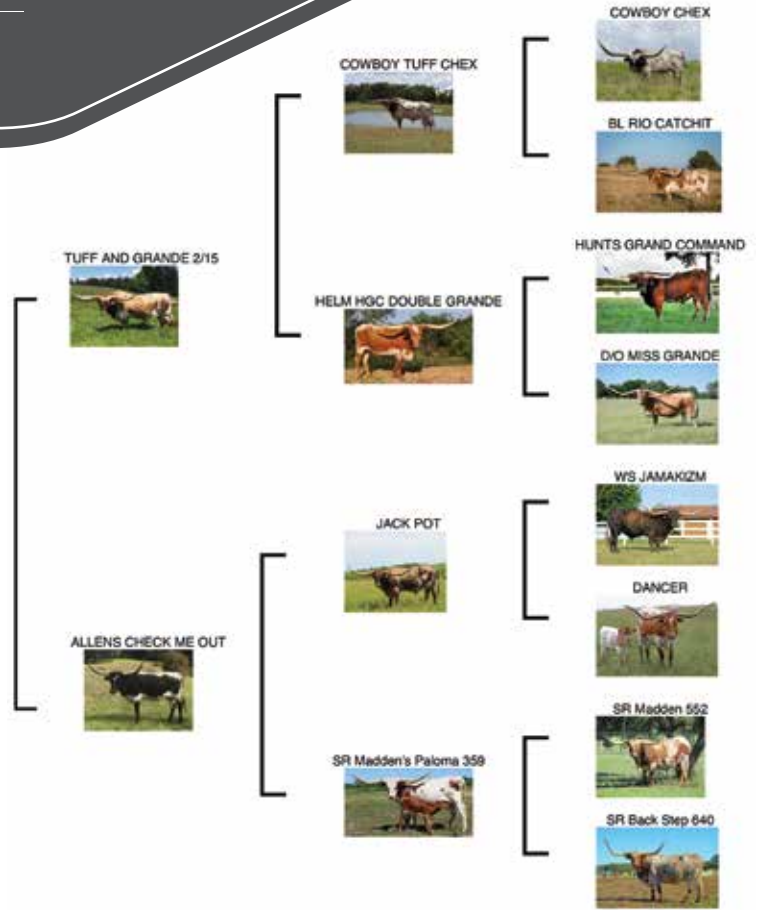 COWBOY CHEX
COWBOY TUFF CHEX
BL RIO CATCHIT
TUFF AND GRANDE 2/15
HUNTS GRAND COMMAND
HELM HGC DOUBLE GRANDE
D/O MISS GRANDE
WS JAMAKIZM
JACK POT
DANCER
ALLENS CHECK ME OUT
SR Madden 552
SR Madden's Paloma 359
SR Back Step 640